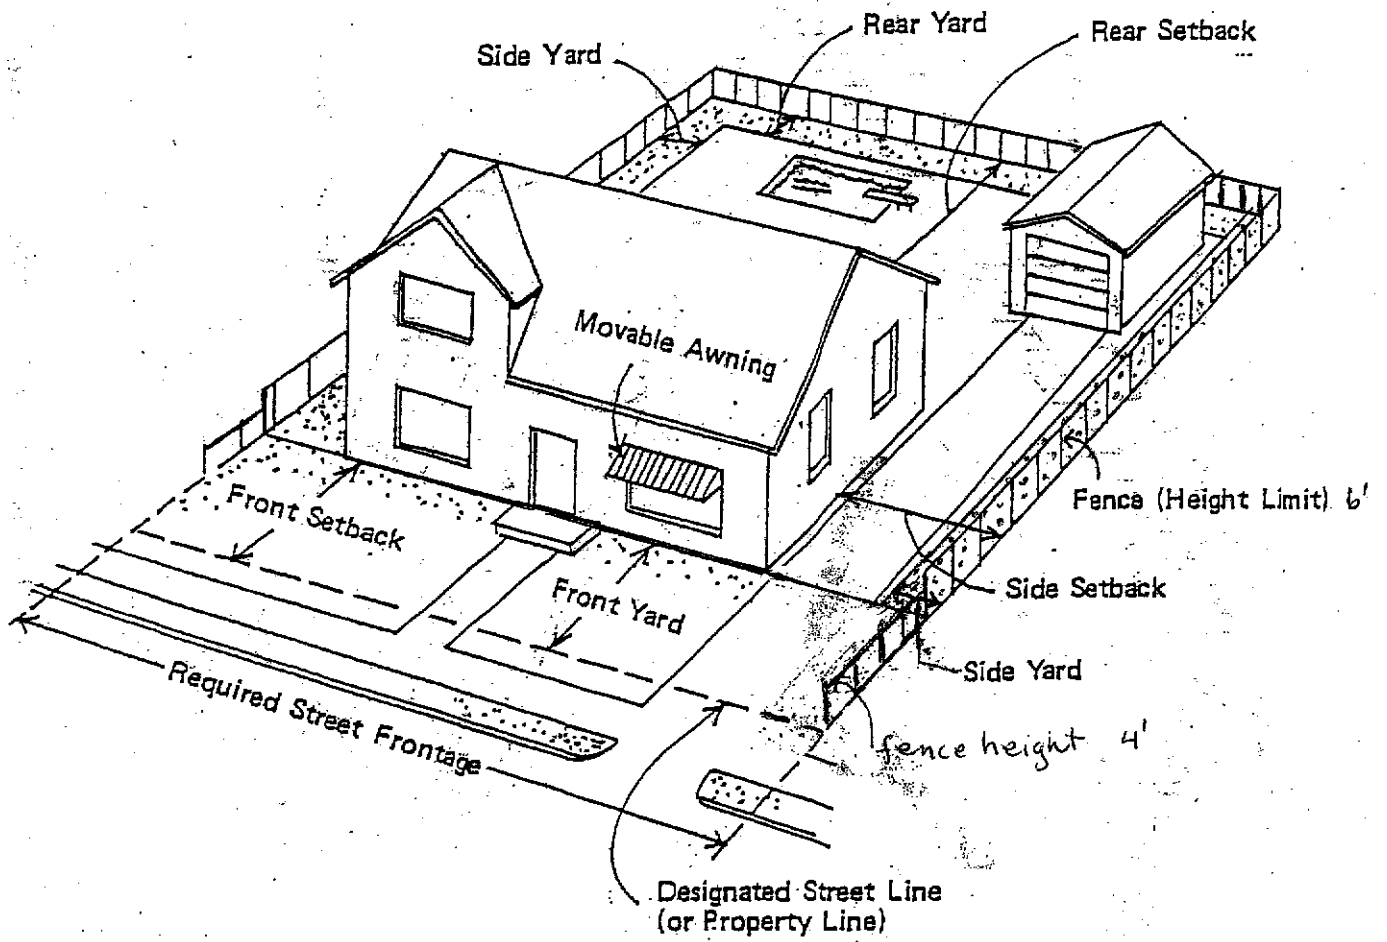 Rear Yard
Rear Setback
Side Yard
Movable Awning
Fence (Height Limit) 6'
Front Setback
Side Setback
Front Yard
Side Yard
Required Street Frontage
fence height 4'
Designated Street Line
(or Property Line)